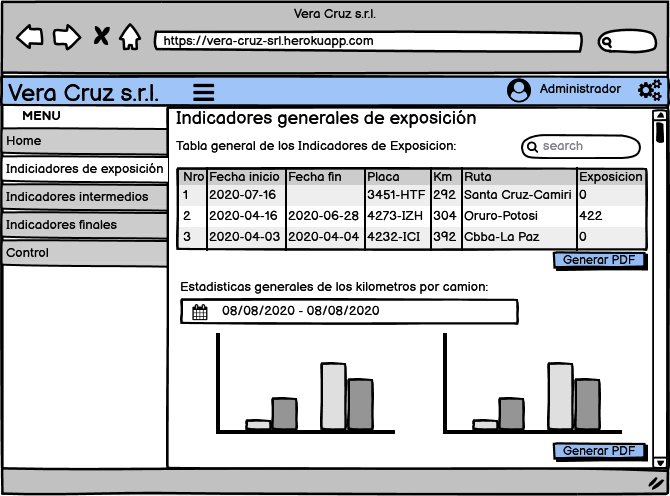 Vera Cruz s.r.l.
https://vera-cruz-srl.herokuapp.com
Vera Cruz s.r.l.
Administrador
MENU
Home
Indiciadores de exposición
Indicadores intermedios
Indicadores finales
Control
Indicadores generales de exposición
Tabla general de los Indicadores de Exposicion:
search
Nro Fecha inicio Fecha fin Placa Km Ruta Exposicion
1 2020-07-16 3451-HTF 292 Santa Cruz-Camiri 0
2 2020-04-16 2020-06-28 4273-IZH 304 Oruro-Potosi 422
3 2020-04-03 2020-04-04 4232-ICI 392 Cbba-La Paz 0
Generar PDF
Estadisticas generales de los kilometros por camion:
08/08/2020 - 08/08/2020
Generar PDF